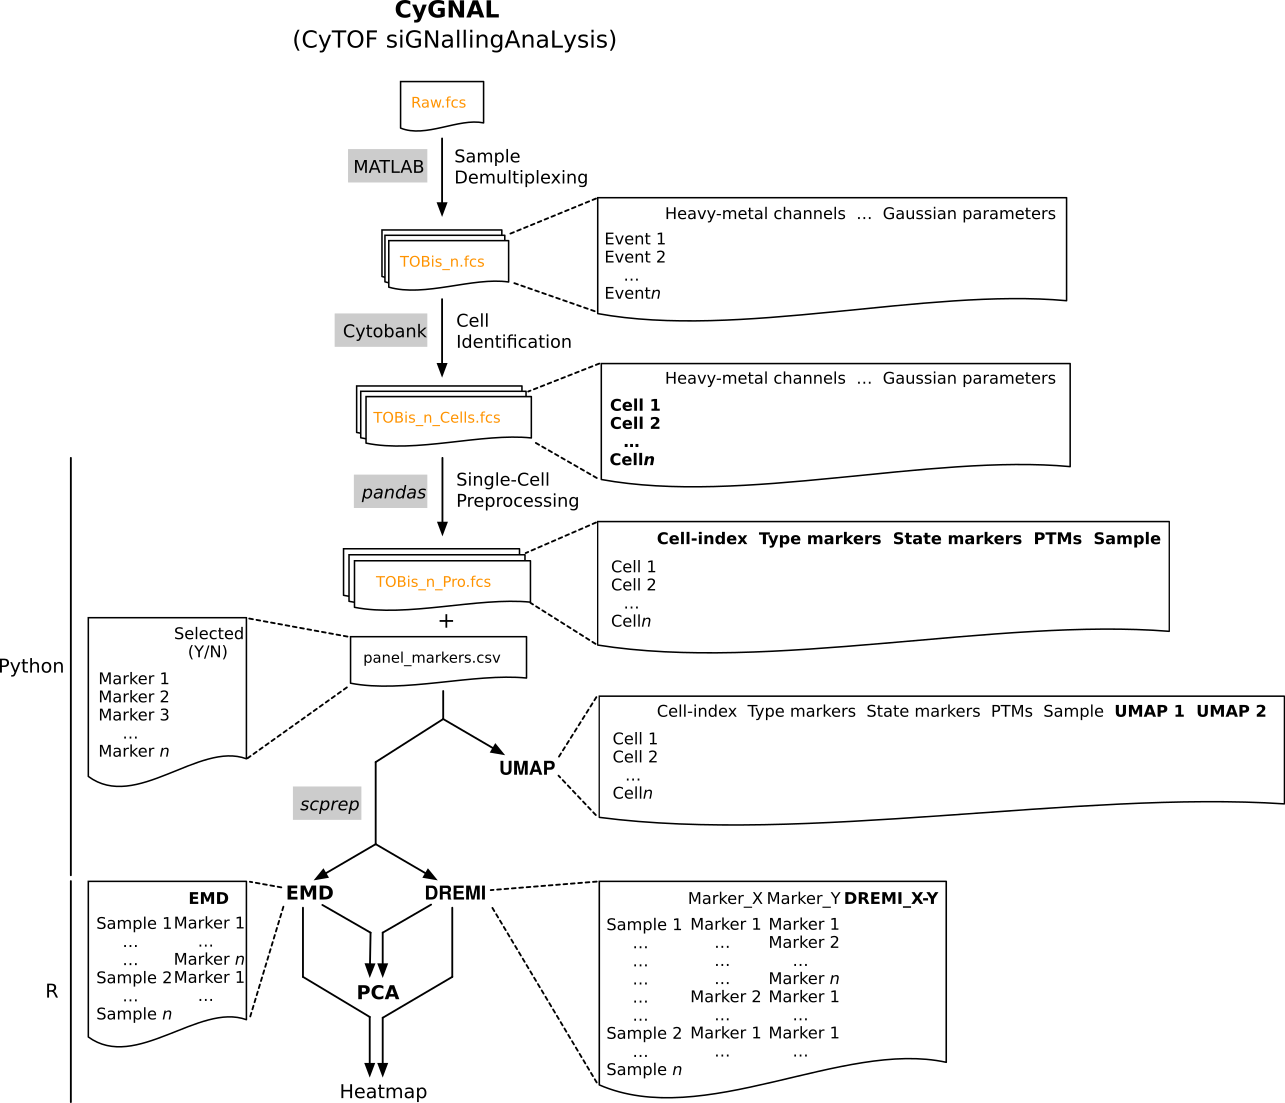 CyGNAL
(CyTOF siGNallingAnaLysis)
Raw.fcs
MATLAB
Sample
Demultiplexing
TOBis_n.fcs
Heavy-metal channels ... Gaussian parameters
Event 1
Event 2
...
Eventn
Cytobank
Cell
Identification
TOBis_n_Cells.fcs
Heavy-metal channels ... Gaussian parameters
Cell 1
Cell 2
...
Celln
pandas
Single-Cell
Preprocessing
TOBis_n_Pro.fcs
Cell-index Type markers State markers PTMs Sample
Cell 1
Cell 2
...
Celln
+
panel_markers.csv
Selected
(Y/N)
Marker 1
Marker 2
Marker 3
...
Marker n
Python
UMAP
Cell-index Type markers State markers PTMs Sample UMAP 1 UMAP 2
Cell 1
Cell 2
...
Celln
scprep
EMD
DREMI
EMD
Sample 1 Marker 1
... ...
Marker n
Sample 2 Marker 1
... ...
Sample n
R
PCA
Heatmap
Marker_X Marker_Y DREMI_X-Y
Sample 1 Marker 1 Marker 1
... ... Marker 2
... ... ...
... ... Marker n
... Marker 2 Marker 1
... ... ...
Sample 2 Marker 1 Marker 1
... ... ...
Sample n